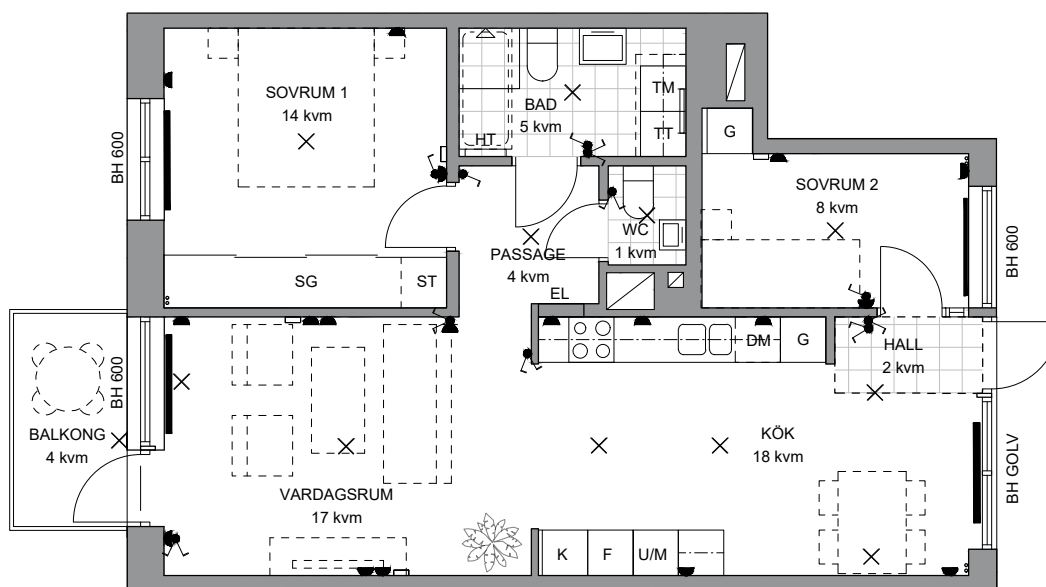 SOVRUM 1
14 kvm
BH 600
BAD
5 kvm
HT
TM
TT
G
SOVRUM 2
8 kvm
BH 600
WC
1 kvm
PASSAGE
4 kvm
SG
ST
EL
DM
G
HALL
2 kvm
BH 600
BALKONG
4 kvm
VARDAGSRUM
17 kvm
KÖK
18 kvm
BH GOLV
K
F
U/M